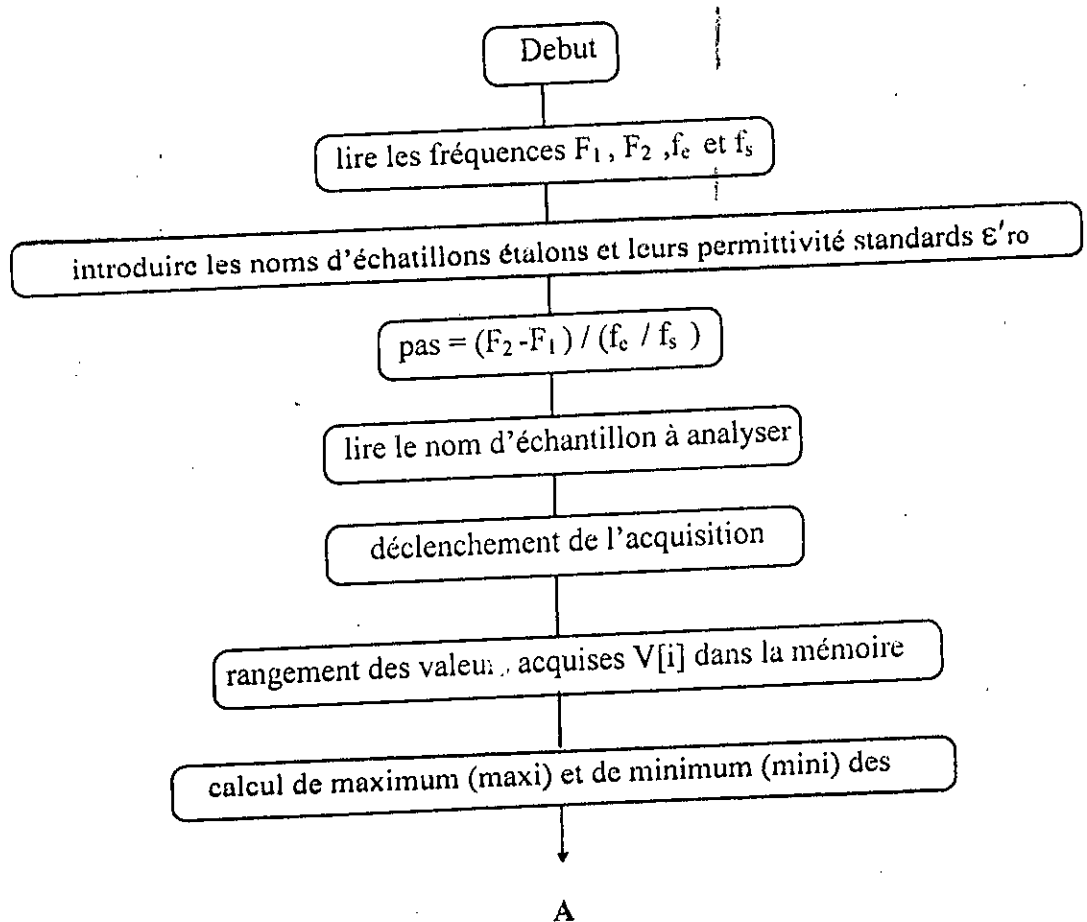 Debut
lire les fréquences F₁, F₂ ,fₑ et fₛ
introduire les noms d'échatillons étalons et leurs permittivité standards ε'ro
pas = (F₂ -F₁ ) / (fₑ / fₛ )
lire le nom d'échantillon à analyser
déclenchement de l'acquisition
rangement des acquises V[i] dans la mémoire
calcul de maximum (maxi) et de minimum (mini) des
A